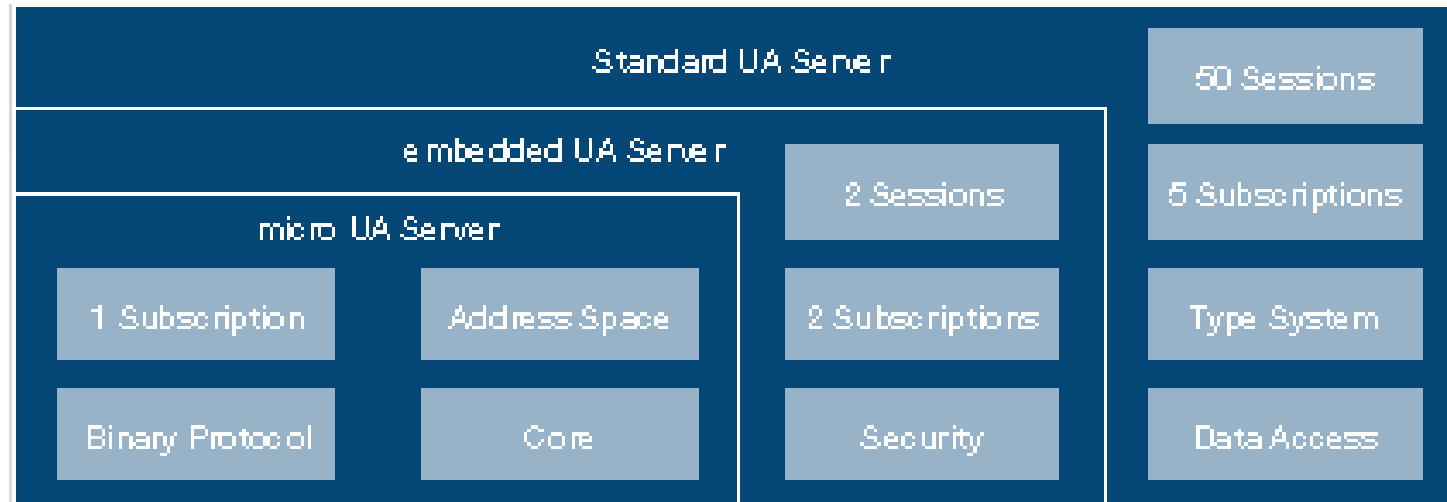 Standard UA Server
50 Sessions
embedded UA Server
2 Sessions
5 Subscriptions
micro UA Server
1 Subscription
Address Space
2 Subscriptions
Type System
Binary Protocol
Core
Security
Data Access